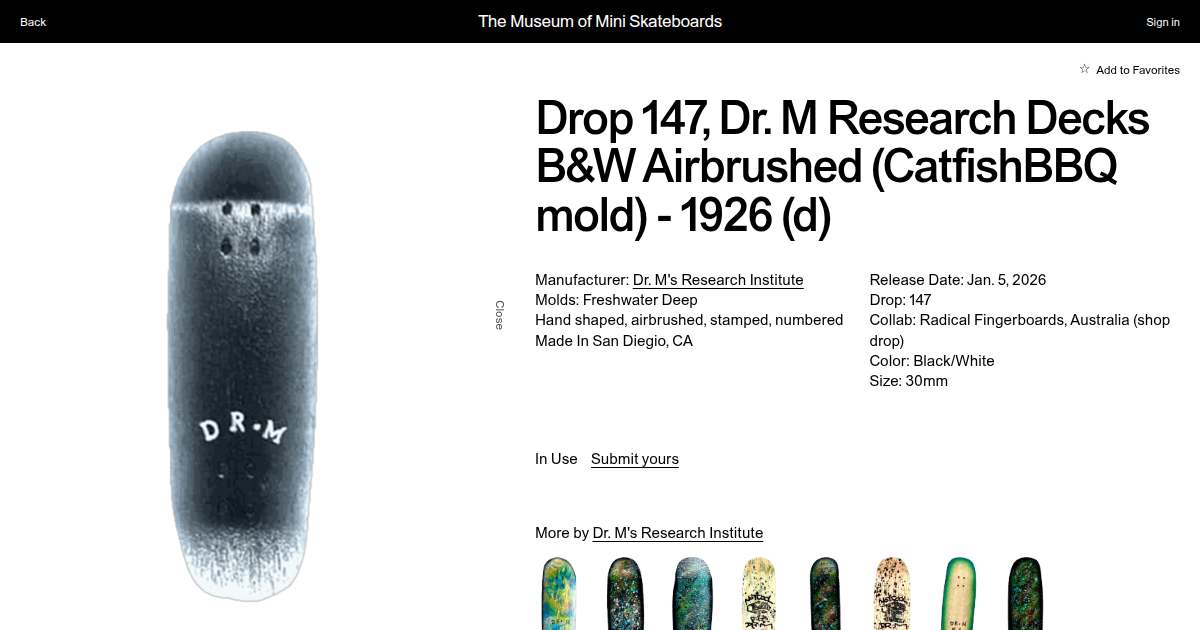 Back
The Museum of Mini Skateboards
Sign in
☆ Add to Favorites
Drop 147, Dr. M Research Decks
B&W Airbrushed (CatfishBBQ
mold) - 1926 (d)
Manufacturer: Dr. M's Research Institute
Molds: Freshwater Deep
Hand shaped, airbrushed, stamped, numbered
Made In San Diegio, CA
Release Date: Jan. 5, 2026
Drop: 147
Collab: Radical Fingerboards, Australia (shop
drop)
Color: Black/White
Size: 30mm
Close
DR·M
In Use Submit yours
More by Dr. M's Research Institute